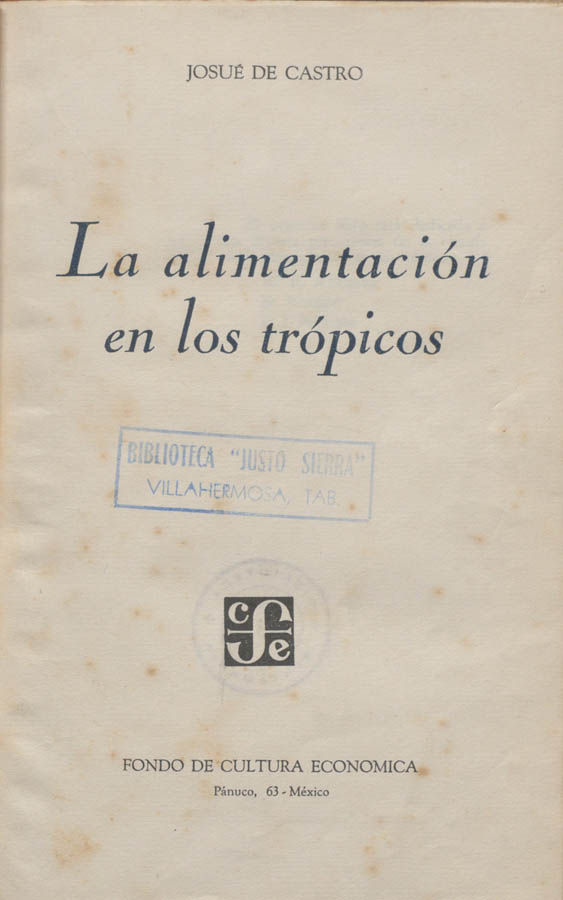 JOSUÉ DE CASTRO
La alimentación
en los trópicos
BIBLIOTECA "JUSTO SIERRA"
VILLAHERMOSA, TAB.
c f e
FONDO DE CULTURA ECONOMICA
Pánuco, 63 - México